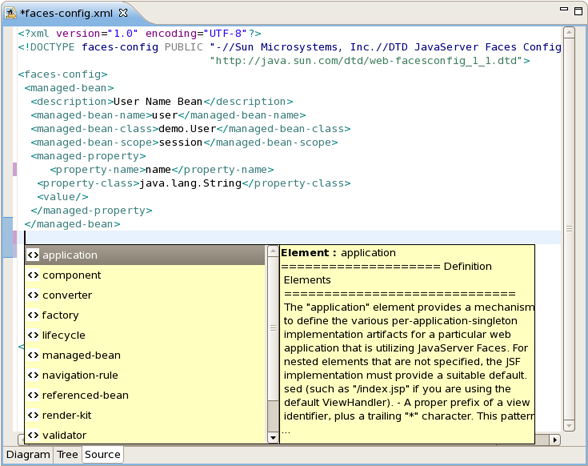 *faces-config.xml
<?xml version="1.0" encoding="UTF-8"?>
<!DOCTYPE faces-config PUBLIC "-//Sun Microsystems, Inc.//DTD JavaServer Faces Config
"http://java.sun.com/dtd/web-facesconfig_1_1.dtd">
<faces-config>
<managed-bean>
<description>User Name Bean</description>
<managed-bean-name>user</managed-bean-name>
<managed-bean-class>demo.User</managed-bean-class>
<managed-bean-scope>session</managed-bean-scope>
<managed-property>
<property-name>name</property-name>
<property-class>java.lang.String</property-class>
<value/>
</managed-property>
</managed-bean>
<> application
<> component
<> converter
<> factory
<> lifecycle
<> managed-bean
<> navigation-rule
<> referenced-bean
<> render-kit
<> validator
Element : application
==================== Definition
Elements
=============================
The "application" element provides a mechanism
to define the various per-application-singleton
implementation artifacts for a particular web
application that is utilizing JavaServer Faces. For
nested elements that are not specified, the JSF
implementation must provide a suitable default.
sed (such as "/index.jsp" if you are using the
default ViewHandler). - A proper prefix of a view
identifier, plus a trailing "*" character. This pattern
...
<
Diagram Tree Source